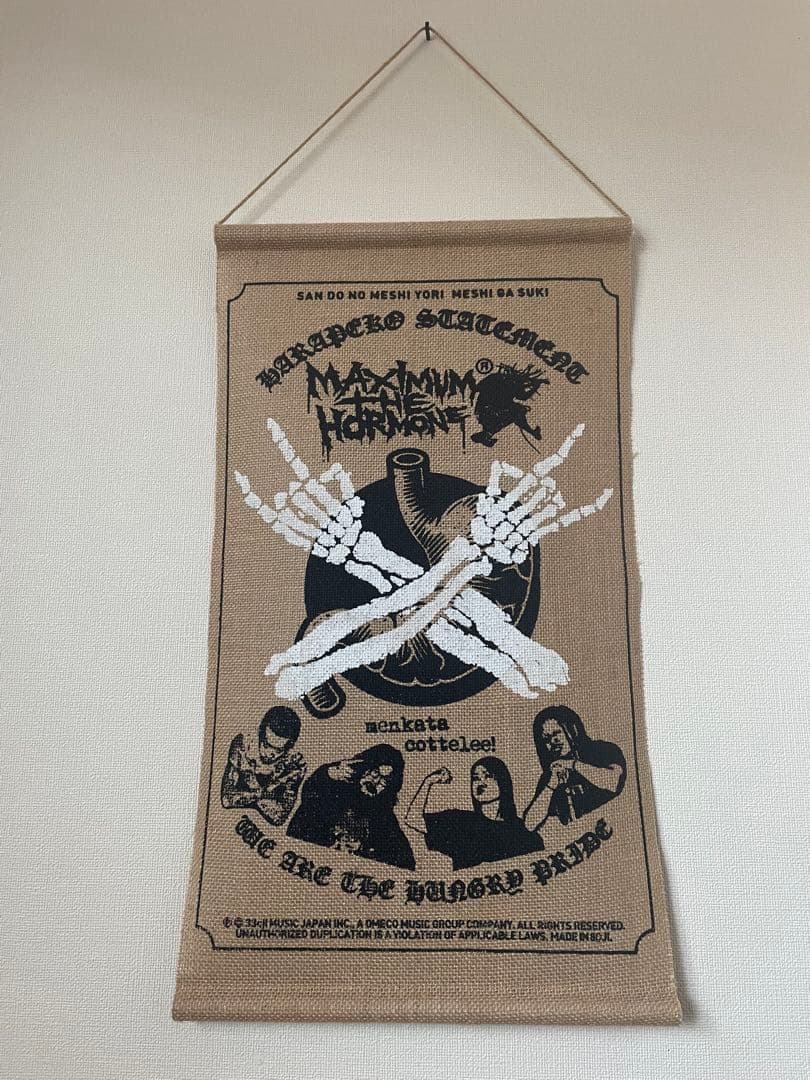 SAN DO NO MESHI YORI MESHI GA SUKI
HARAPEKO STATEMENT
MAXIMUM ®
THE
HORMONE
menkata
cottelee!
WE ARE THE HUNGRY PRIDE
℗ © 33cJI MUSIC JAPAN INC., A OMECO MUSIC GROUP COMPANY. ALL RIGHTS RESERVED.
UNAUTHORIZED DUPLICATION IS A VIOLATION OF APPLICABLE LAWS. MADE IN 8OJI.